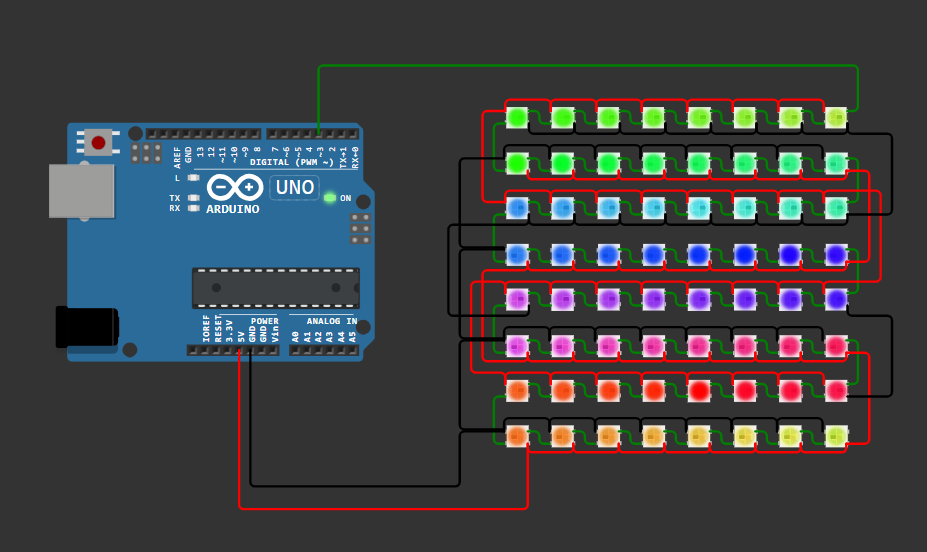 AREF
GND
13
12
~11
~10
~9
8
7
~6
~5
4
~3
2
TX→1
RX←0
DIGITAL (PWM ~)
L
TX
RX
UNO
ON
ARDUINO
IOREF
RESET
3.3V
5V
GND
GND
Vin
POWER
ANALOG IN
A0
A1
A2
A3
A4
A5